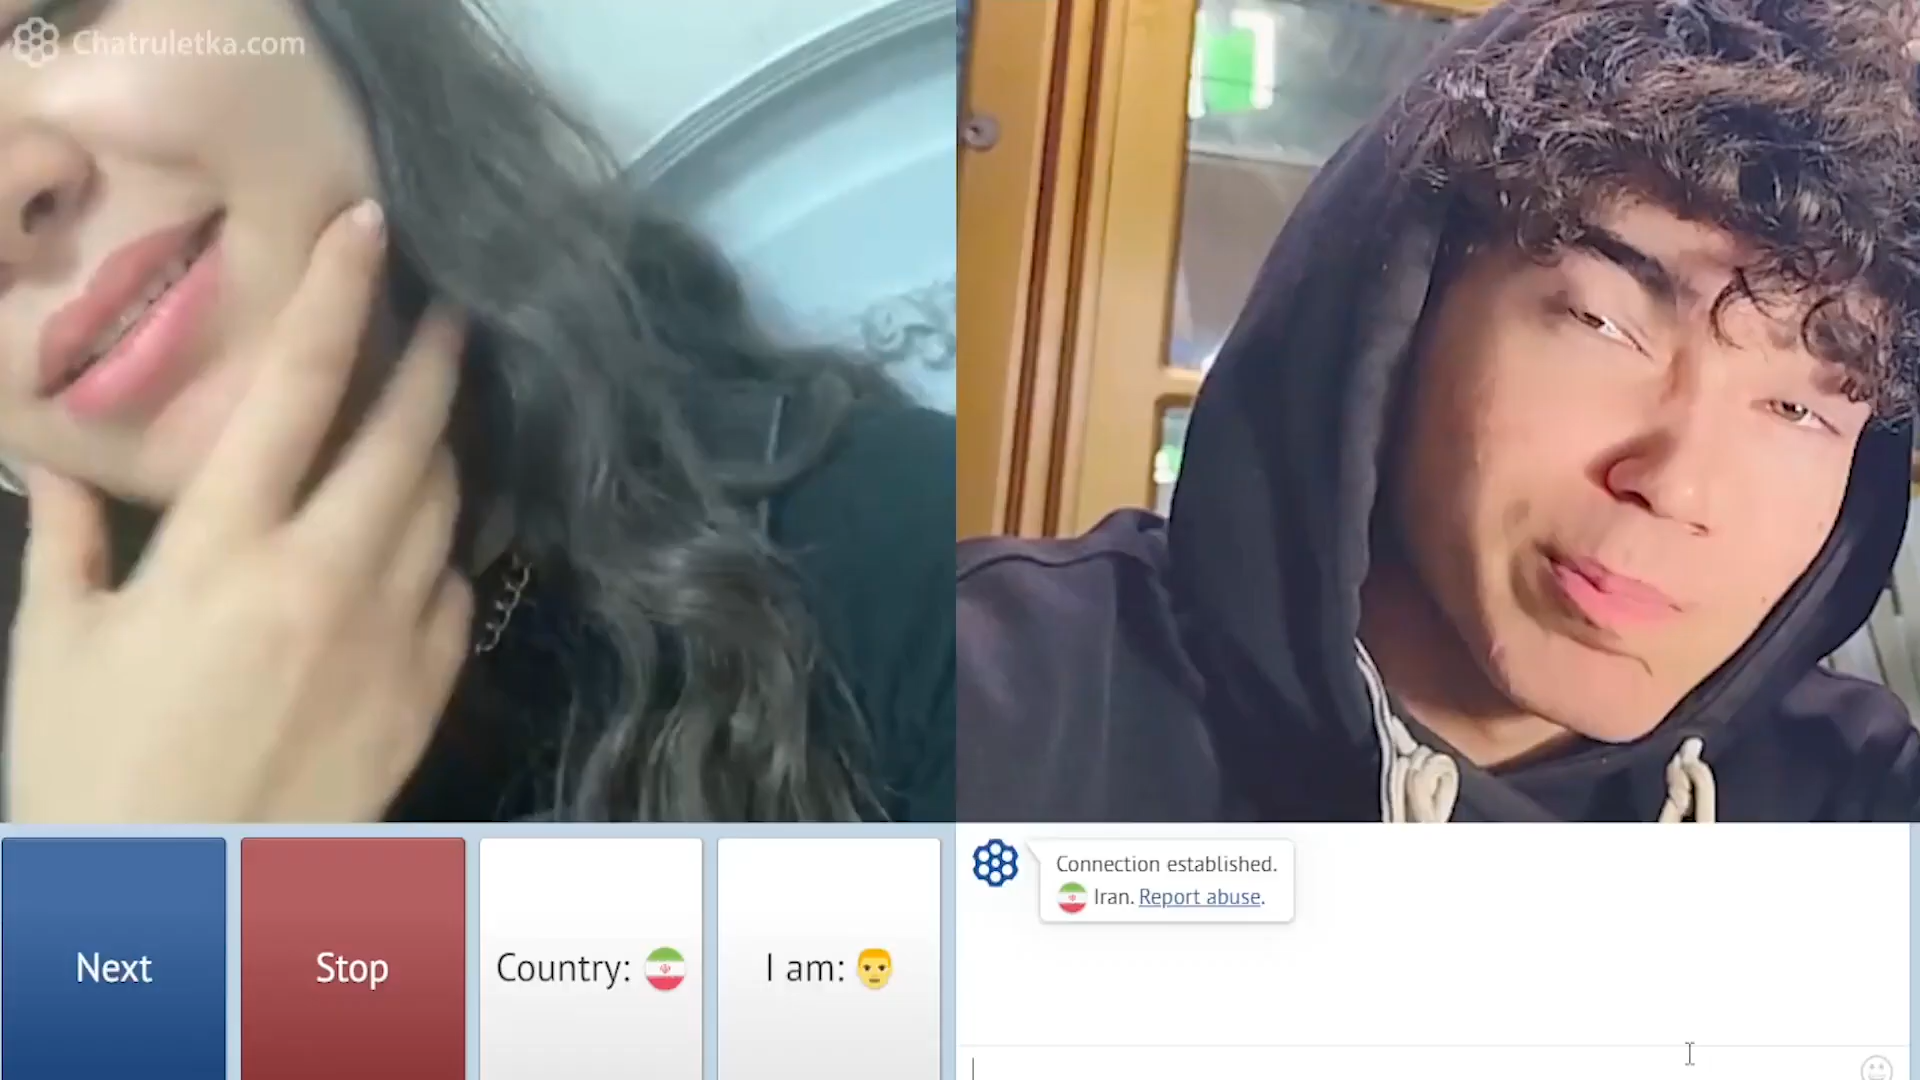 Chatruletka.com
Connection established.
Iran. Report abuse.
Next
Stop
Country:
I am: